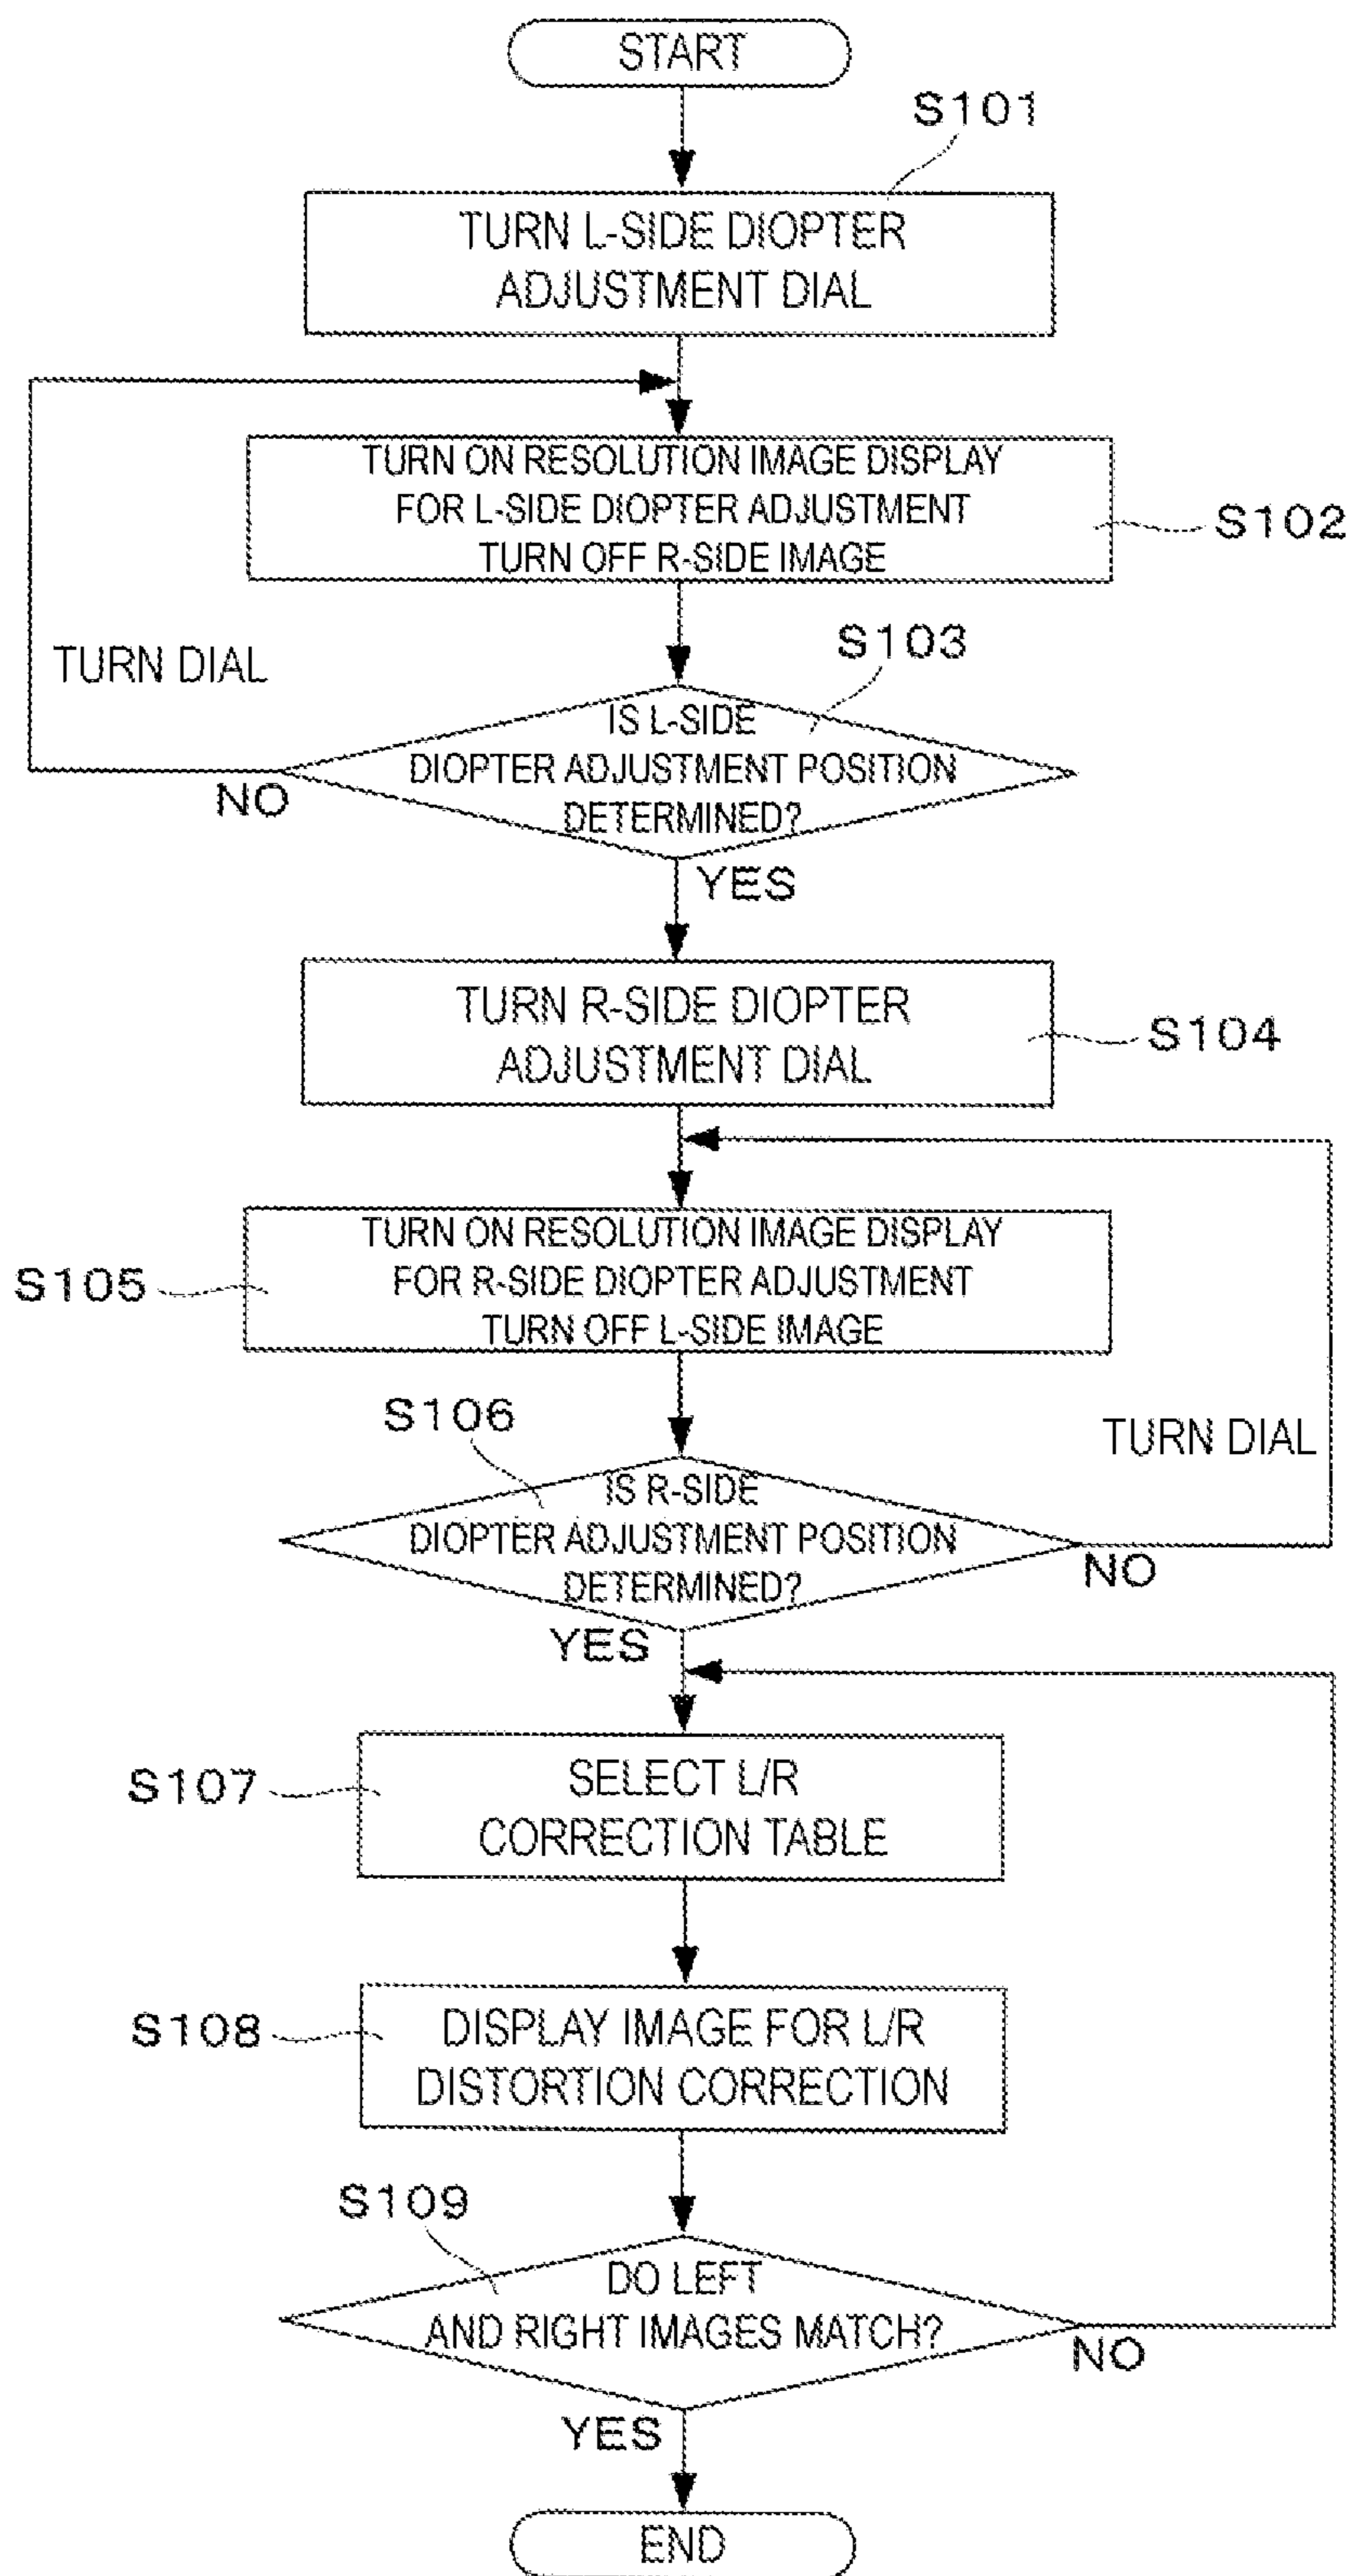 START
S101
TURN L-SIDE DIOPTER
ADJUSTMENT DIAL
TURN ON RESOLUTION IMAGE DISPLAY
FOR L-SIDE DIOPTER ADJUSTMENT
TURN OFF R-SIDE IMAGE
S102
TURN DIAL
S103
IS L-SIDE
DIOPTER ADJUSTMENT POSITION
DETERMINED?
NO
YES
TURN R-SIDE DIOPTER
ADJUSTMENT DIAL
S104
TURN ON RESOLUTION IMAGE DISPLAY
FOR R-SIDE DIOPTER ADJUSTMENT
TURN OFF L-SIDE IMAGE
S105
S106
TURN DIAL
IS R-SIDE
DIOPTER ADJUSTMENT POSITION
DETERMINED?
NO
YES
S107
SELECT L/R
CORRECTION TABLE
S108
DISPLAY IMAGE FOR L/R
DISTORTION CORRECTION
S109
DO LEFT
AND RIGHT IMAGES MATCH?
NO
YES
END